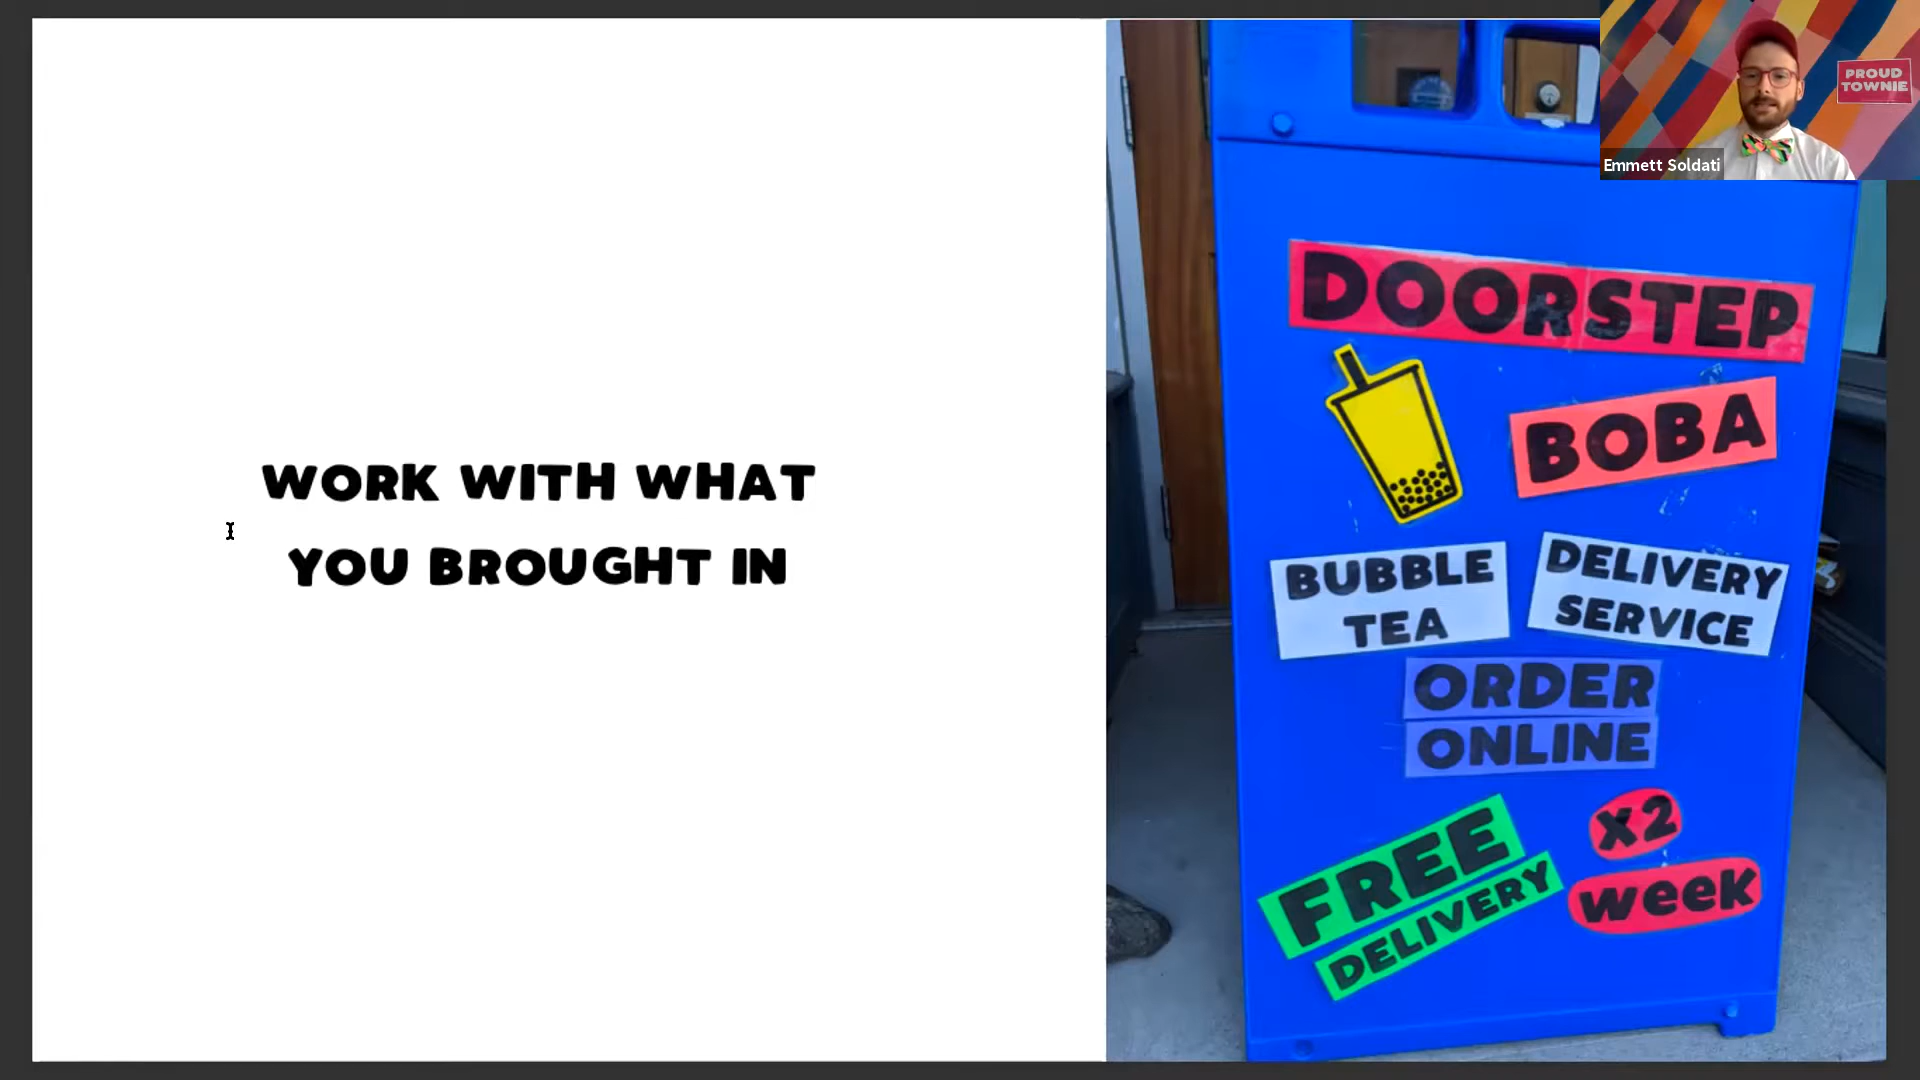 WORK WITH WHAT
YOU BROUGHT IN
DOORSTEP
BOBA
BUBBLE
TEA
DELIVERY
SERVICE
ORDER
ONLINE
FREE
DELIVERY
x2
week
PROUD
TOWNIE
Emmett Soldati